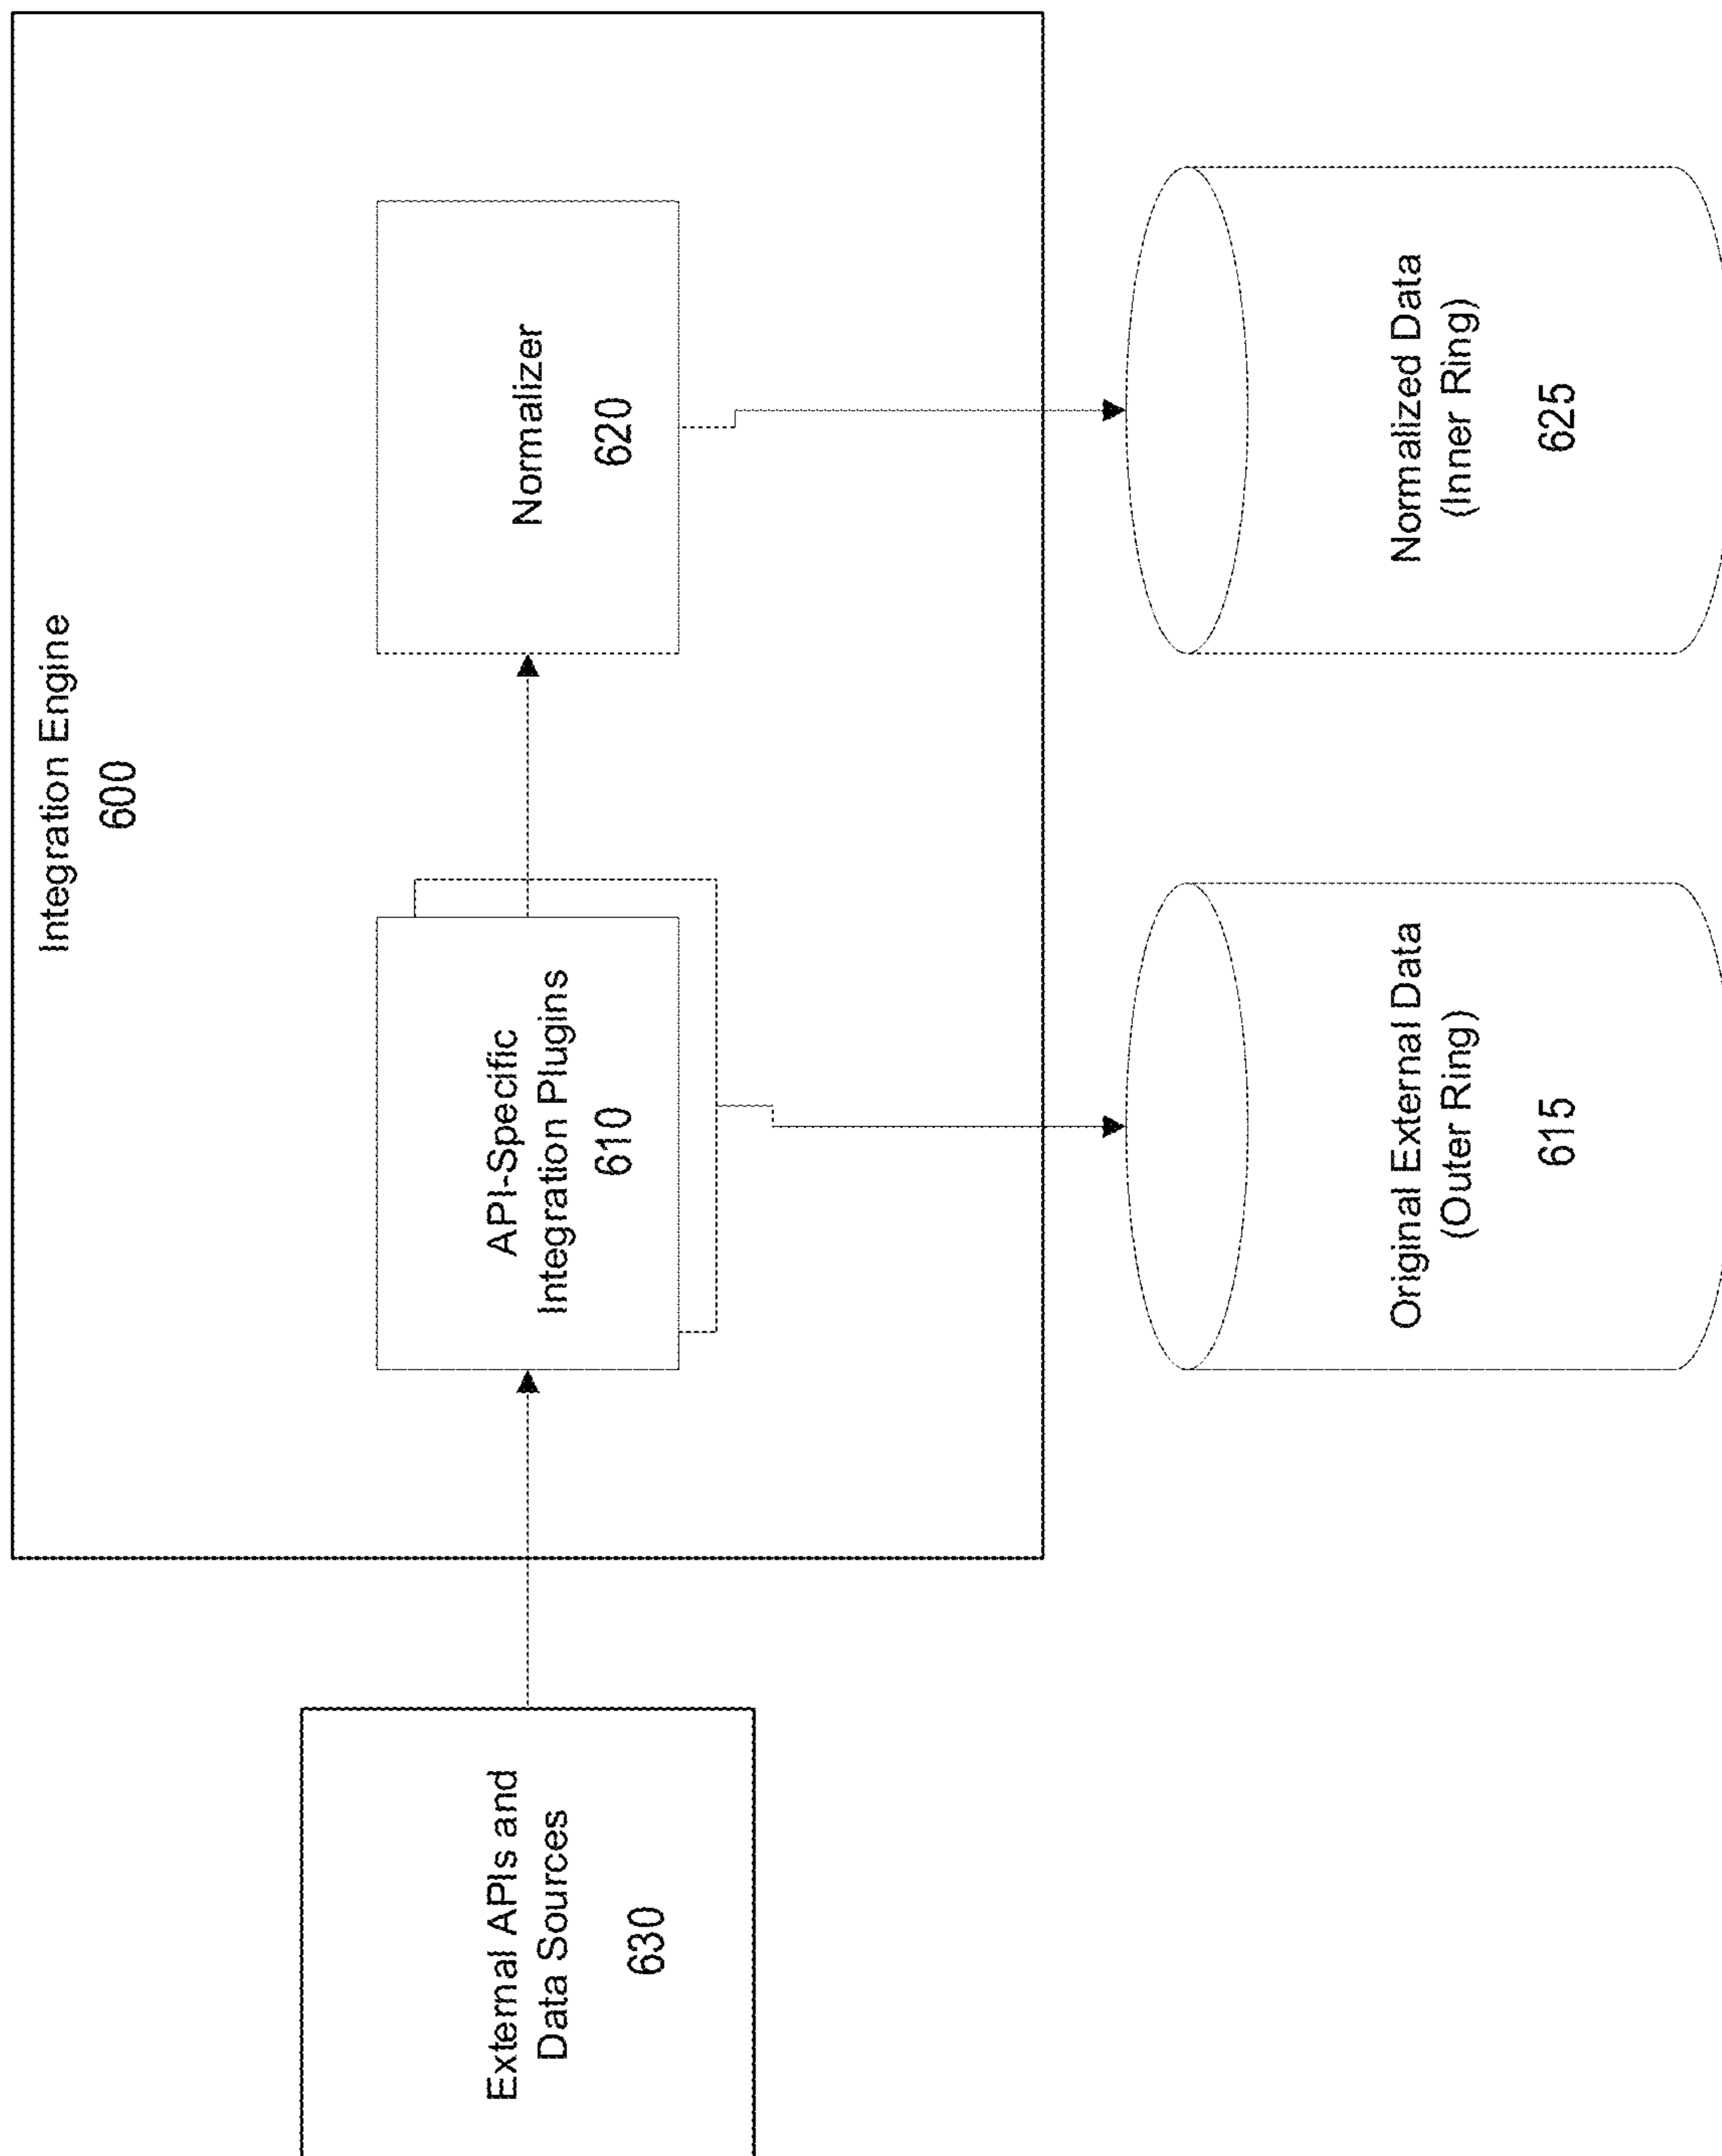 Integration Engine
600
External APIs and
Data Sources
630
API-Specific
Integration Plugins
610
Normalizer
620
Original External Data
(Outer Ring)
615
Normalized Data
(Inner Ring)
625